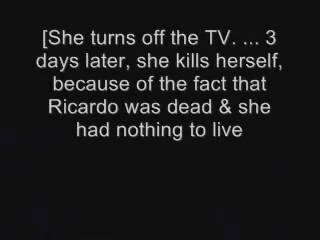 [She turns off the TV. ... 3
days later, she kills herself,
because of the fact that
Ricardo was dead & she
had nothing to live